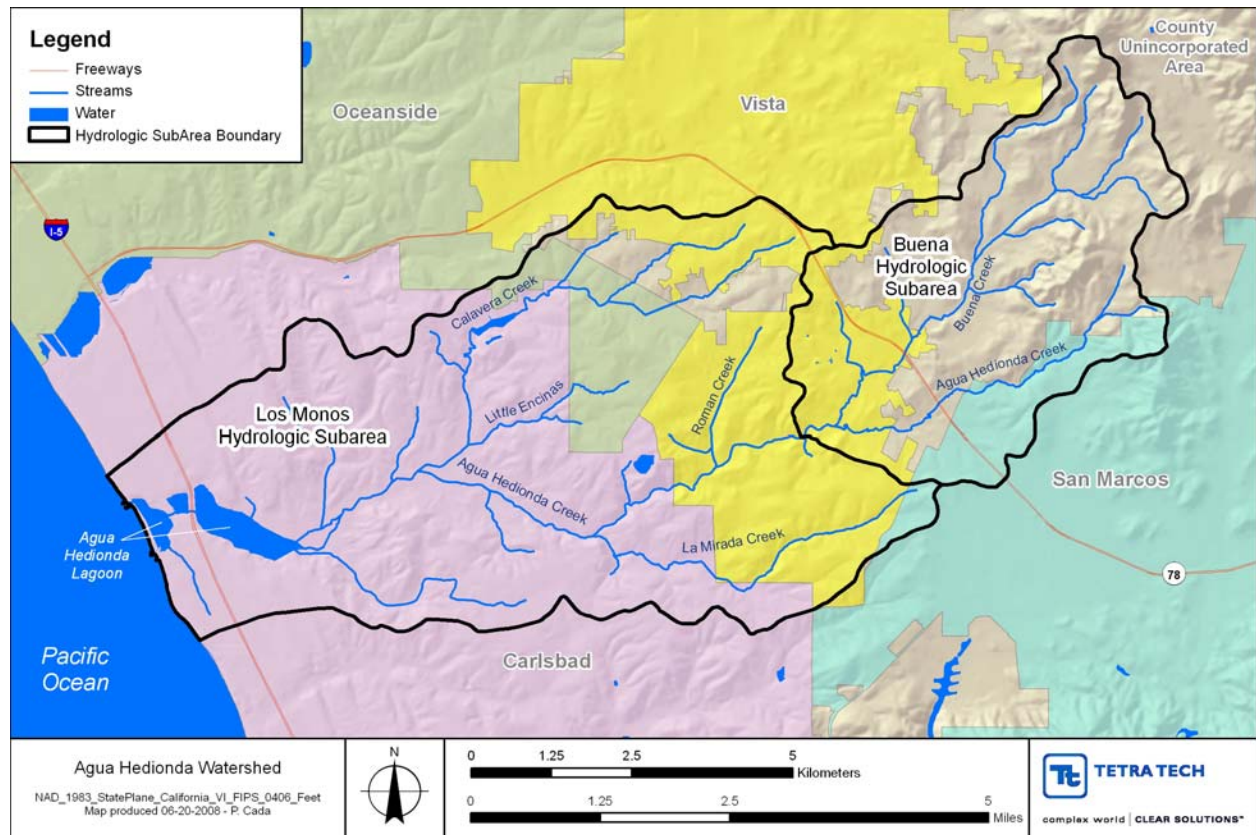 Legend
Freeways
Streams
Water
Hydrologic SubArea Boundary
County
Unincorporated
Area
Oceanside
Vista
I-5
Buena
Hydrologic
Subarea
Calavera Creek
Buena Creek
Agua Hedionda Creek
Roman Creek
Little Encinas
Los Monos
Hydrologic Subarea
Agua Hedionda Creek
San Marcos
La Mirada Creek
Agua
Hedionda
Lagoon
78
Pacific
Ocean
Carlsbad
Agua Hedionda Watershed
NAD_1983_StatePlane_California_VI_FIPS_0406_Feet
Map produced 06-20-2008 - P. Cada
N
0 1.25 2.5 5
Kilometers
0 1.25 2.5 5
Miles
Tt TETRA TECH
complex world | CLEAR SOLUTIONS™